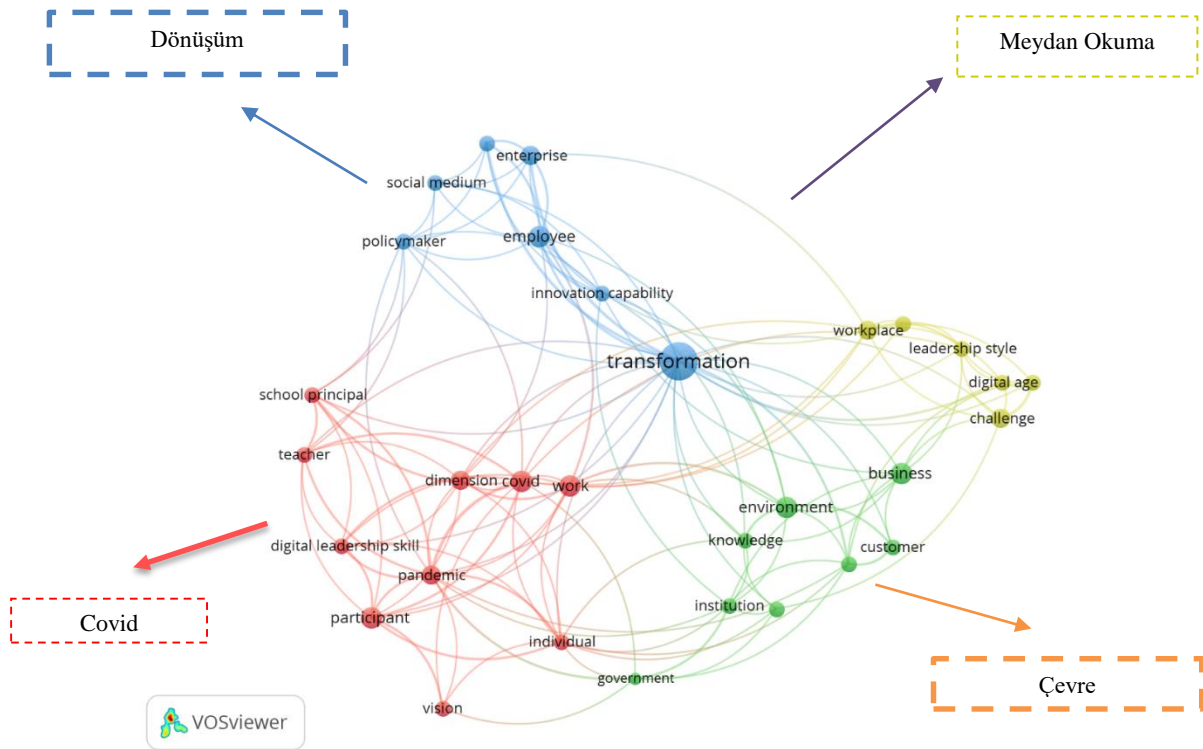 Dönüşüm
Meydan Okuma
enterprise
social medium
employee
policymaker
innovation capability
workplace
leadership style
transformation
digital age
school principal
challenge
teacher
business
dimension
covid
work
environment
knowledge
customer
digital leadership skill
pandemic
institution
participant
Covid
individual
government
Çevre
vision
VOSviewer